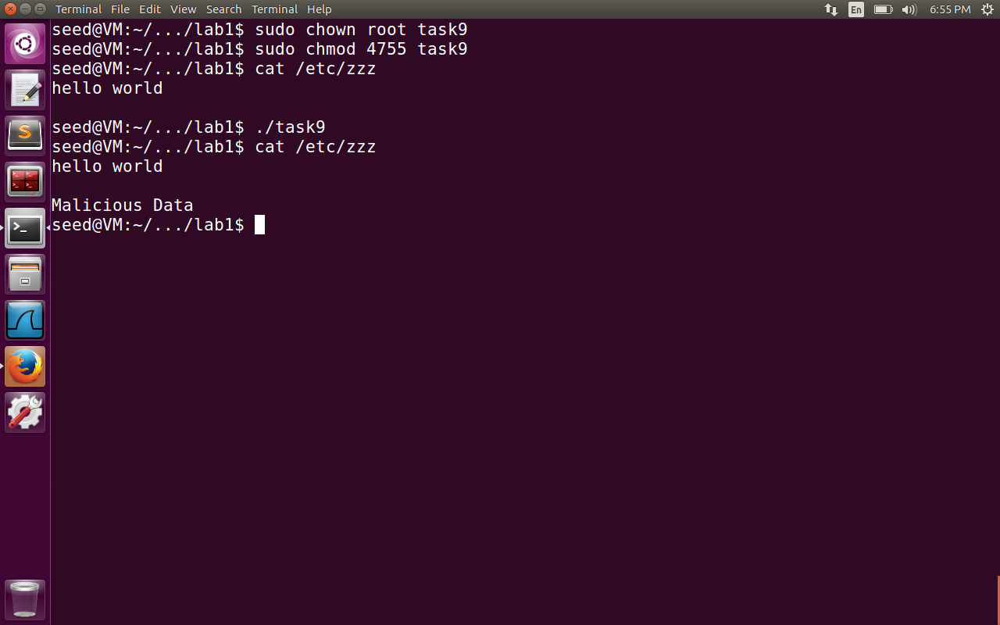 Terminal File Edit View Search Terminal Help En 6:55 PM
seed@VM:~/.../lab1$ sudo chown root task9
seed@VM:~/.../lab1$ sudo chmod 4755 task9
seed@VM:~/.../lab1$ cat /etc/zzz
hello world
seed@VM:~/.../lab1$ ./task9
seed@VM:~/.../lab1$ cat /etc/zzz
hello world
Malicious Data
seed@VM:~/.../lab1$